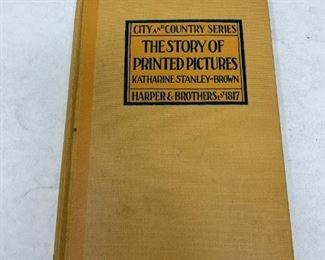 CITY AND COUNTRY SERIES
THE STORY OF
PRINTED PICTURES
KATHARINE STANLEY-BROWN
HARPER & BROTHERS EST 1817